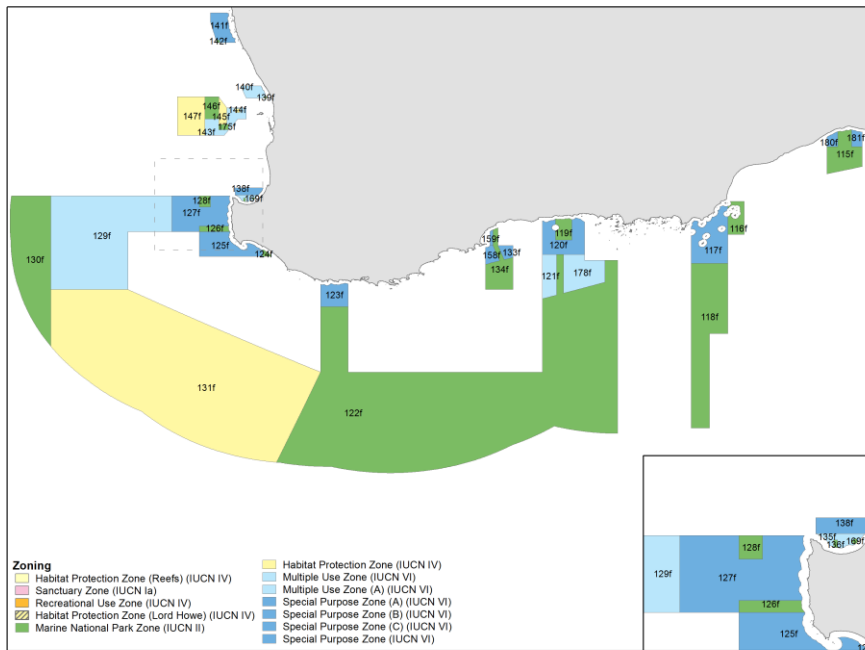 141f
142f
140f
139f
146f
147f
145f
144f
143f
175f
180f
181f
115f
138f
128f
169f
127f
126f
129f
125f
124f
130f
159f
158f
133f
134f
119f
120f
116f
117f
121f
178f
123f
118f
131f
122f
138f
135f
136f
169f
128f
129f
127f
126f
125f
Zoning
Habitat Protection Zone (Reefs) (IUCN IV)
Sanctuary Zone (IUCN Ia)
Recreational Use Zone (IUCN IV)
Habitat Protection Zone (Lord Howe) (IUCN IV)
Marine National Park Zone (IUCN II)
Habitat Protection Zone (IUCN IV)
Multiple Use Zone (IUCN VI)
Multiple Use Zone (A) (IUCN VI)
Special Purpose Zone (A) (IUCN VI)
Special Purpose Zone (B) (IUCN VI)
Special Purpose Zone (C) (IUCN VI)
Special Purpose Zone (IUCN VI)